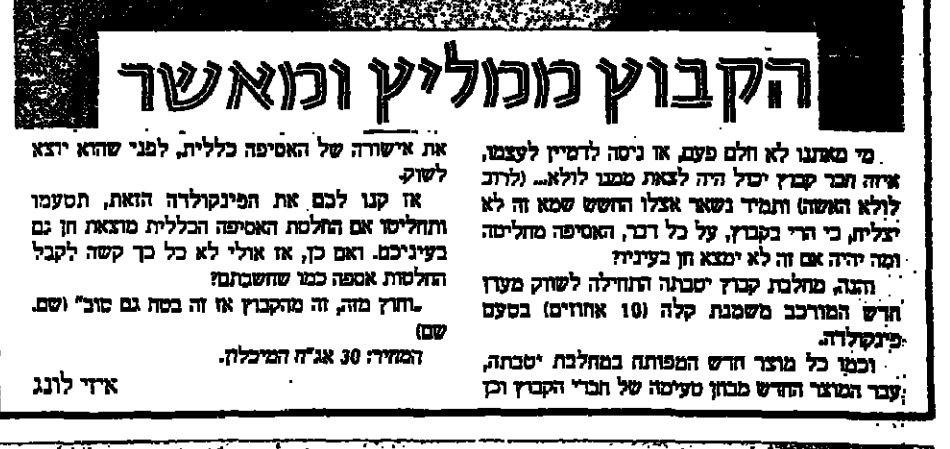 הקבוץ ממליץ ומאשר
מי מאתנו לא חלם פעם, או ניסה לדמיין לעצמו,
איזה חבר קבוץ יכול היה לצאת ממנו לולא... (לרוב
לולא האשה) ותמיד נשאר אצלו החשש שמא זה לא
יצליח, כי הרי בקבוץ, על כל דבר, האסיפה מחליטה
ומה יהיה אם זה לא ימצא חן בעיניה?
והנה, מחלבת קבוץ יטבתה התחילה לשווק מעדן
חדש המורכב משמנת קלה (10 אחוזים) בטעם
פינקולדה.
וכמו כל מוצר חדש המפותח במחלבת יטבתה,
עבר המוצר החדש מבחן טעימה של חברי הקבוץ וכן
את אישורה של האסיפה כללית, לפני שהוא יוצא
לשוק.
אז קנו לכם את הפינקולדה הזאת, תטעמו
ותחליטו אם החלטת האסיפה הכללית מוצאת חן גם
בעיניכם. ואם כן, אז אולי לא כל כך קשה לקבל
החלטות אספה כמו שחשבתם?
"וחוץ מזה, זה מהקבוץ אז זה בטח גם טוב" (שם.
שם)
המחיר: 30 אג"ח המיכלון.
איזי לונג